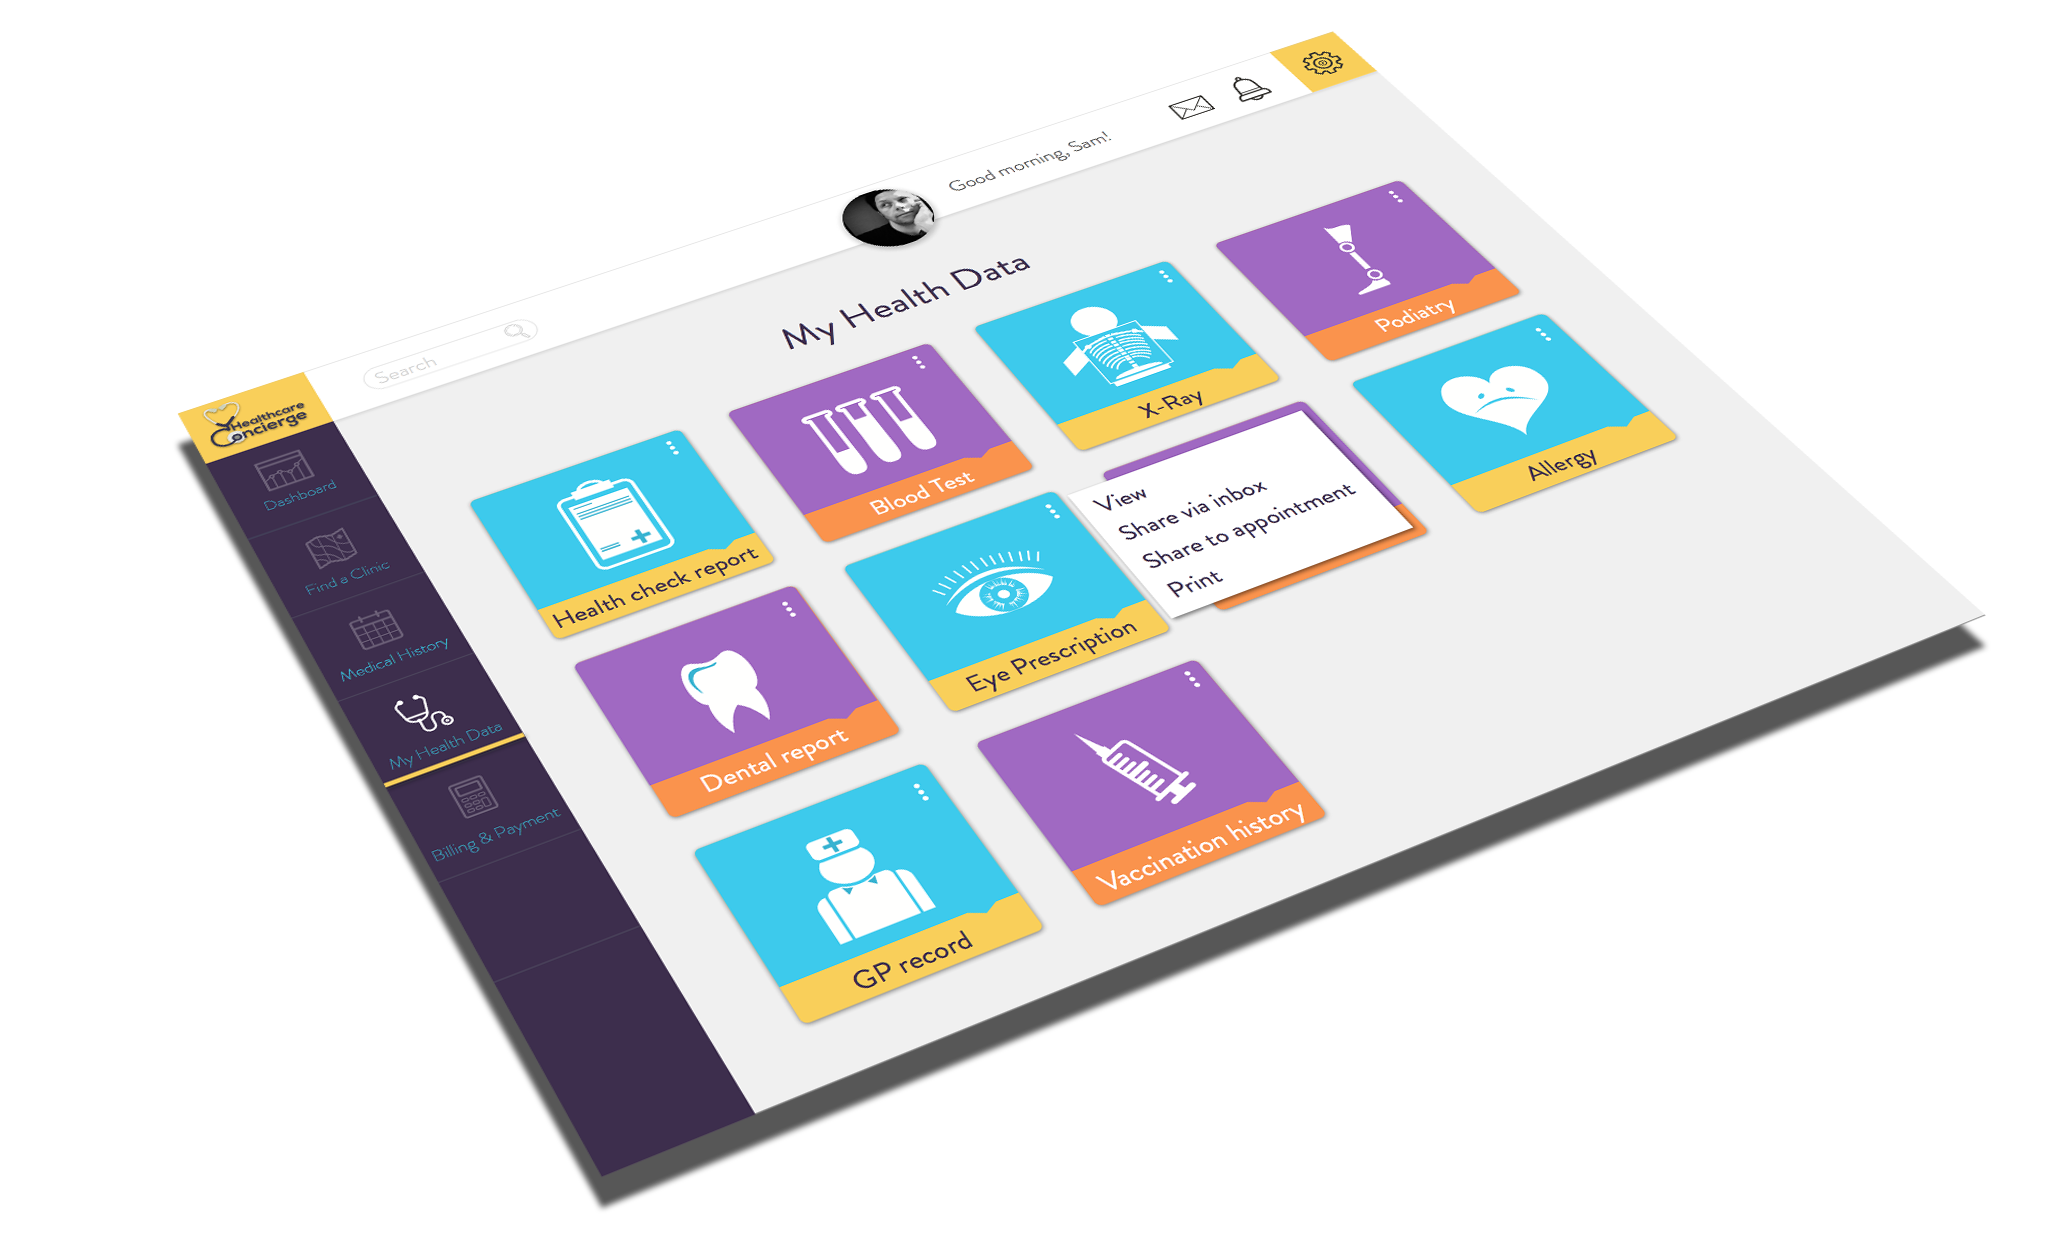 Healthcare
Concierge
Search
Good morning, Sam!
Dashboard
Find a Clinic
Medical History
My Health Data
Billing & Payment
My Health Data
Health check report
Blood Test
X-Ray
Podiatry
Dental report
Eye Prescription
View
Share via inbox
Share to appointment
Print
Allergy
GP record
Vaccination history